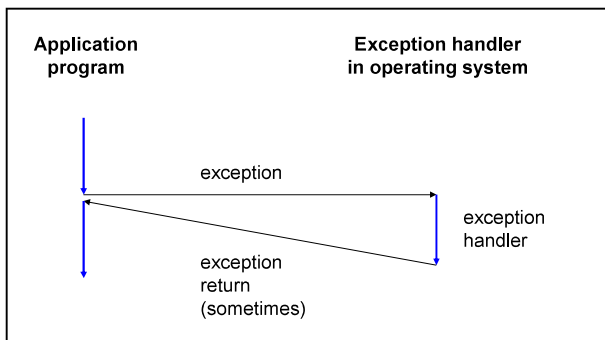 Application
program
Exception handler
in operating system
exception
exception
handler
exception
return
(sometimes)